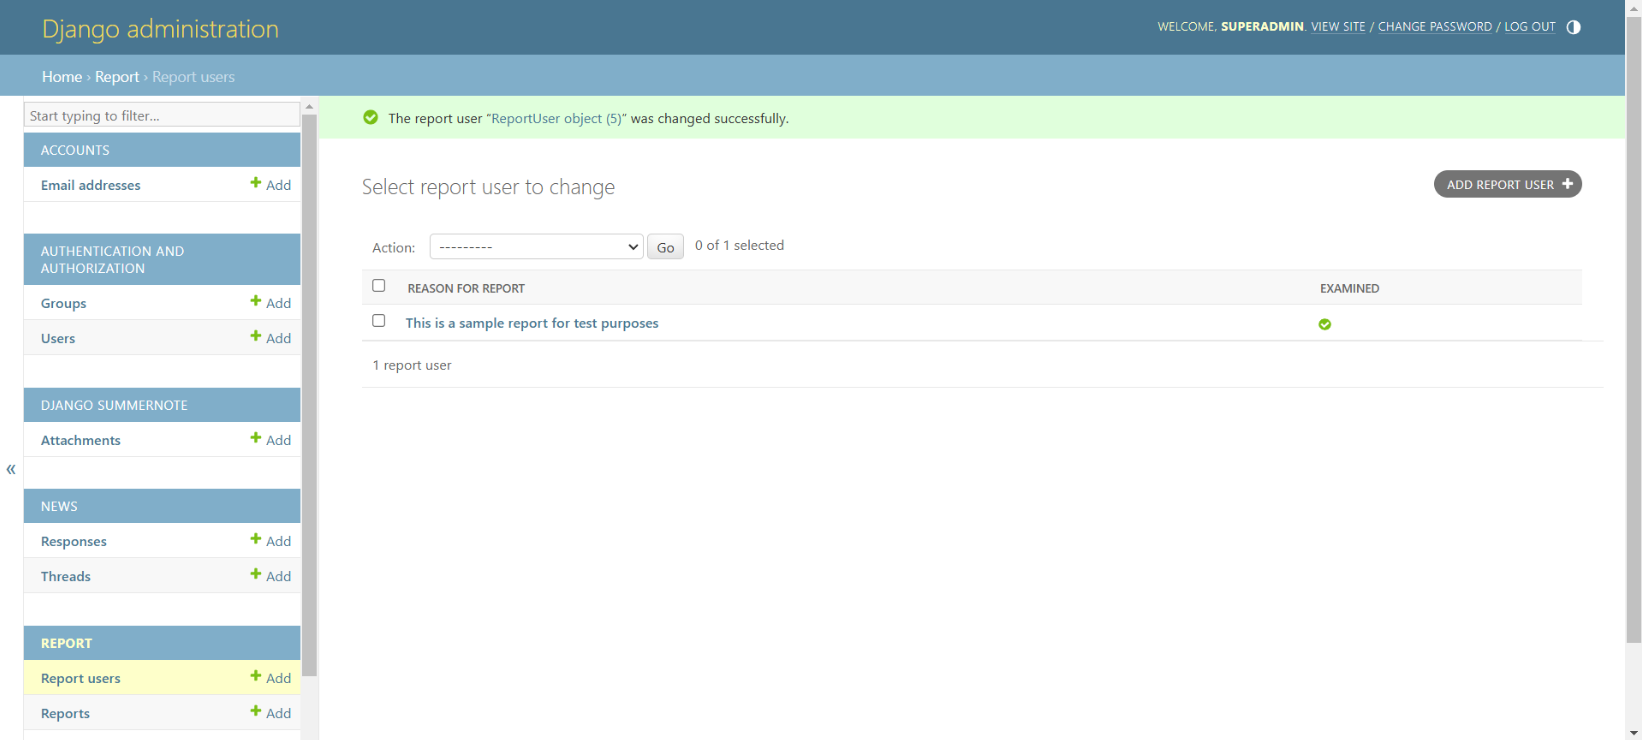 Django administration
WELCOME, SUPERADMIN. VIEW SITE / CHANGE PASSWORD / LOG OUT
Home › Report › Report users
Start typing to filter...
ACCOUNTS
Email addresses Add
AUTHENTICATION AND
AUTHORIZATION
Groups Add
Users Add
DJANGO SUMMERNOTE
Attachments Add
«
NEWS
Responses Add
Threads Add
REPORT
Report users Add
Reports Add
The report user “ReportUser object (5)” was changed successfully.
Select report user to change
ADD REPORT USER
Action: --------- Go 0 of 1 selected
REASON FOR REPORT EXAMINED
This is a sample report for test purposes
1 report user